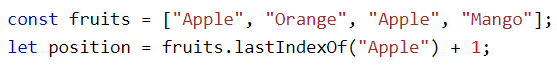 const fruits = ["Apple", "Orange", "Apple", "Mango"];
let position = fruits.lastIndexOf("Apple") + 1;